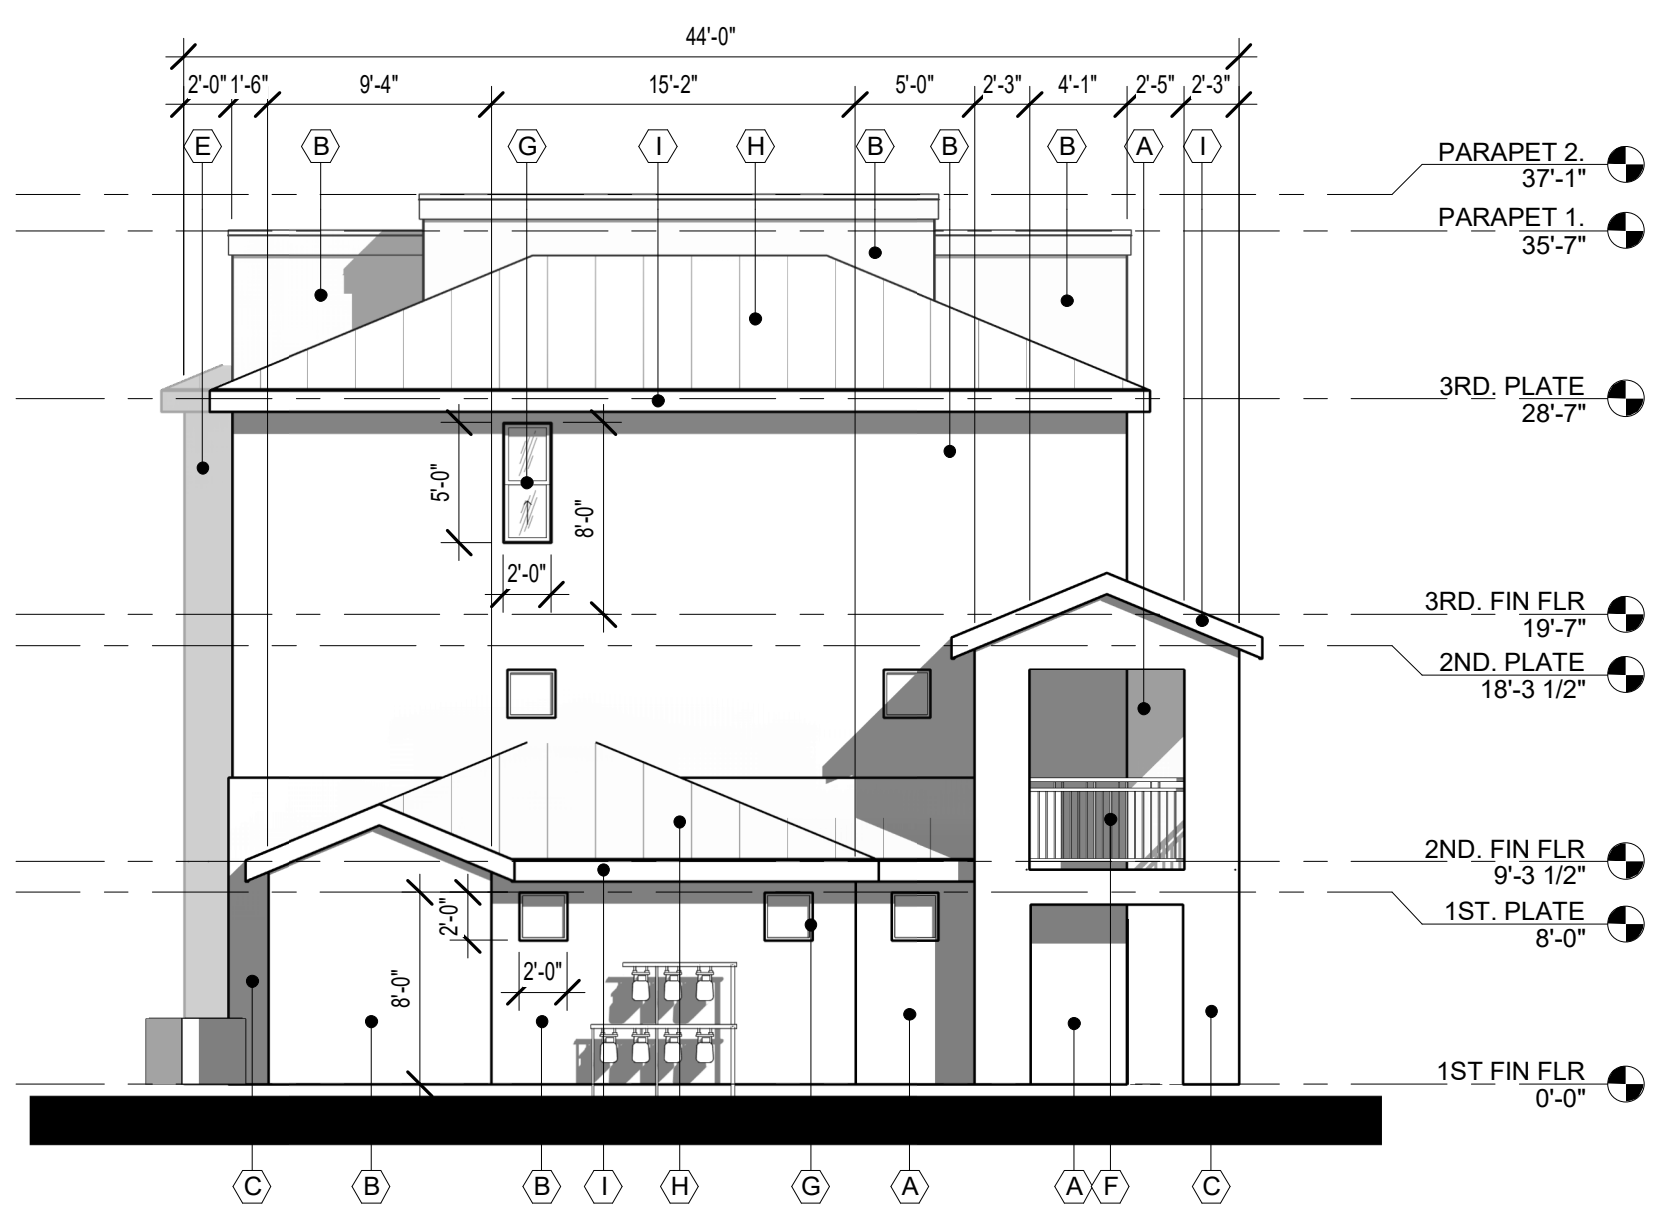 44'-0"
2'-0" 1'-6" 9'-4" 15'-2" 5'-0" 2'-3" 4'-1" 2'-5" 2'-3"
E B G I H B B B A I
PARAPET 2.
37'-1"
PARAPET 1.
35'-7"
3RD. PLATE
28'-7"
5'-0"
8'-0"
2'-0"
3RD. FIN FLR
19'-7"
2ND. PLATE
18'-3 1/2"
2ND. FIN FLR
9'-3 1/2"
1ST. PLATE
8'-0"
2'-0"
2'-0"
8'-0"
1ST FIN FLR
0'-0"
C B B I H G A A F C